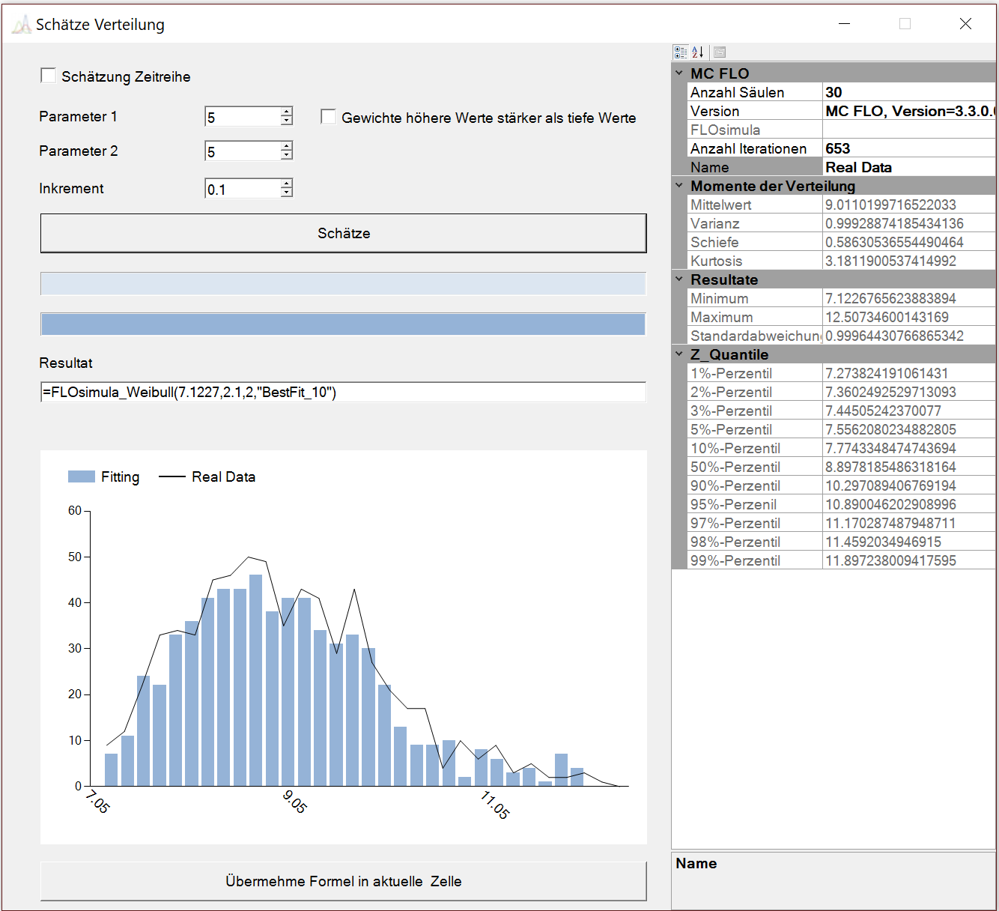 Schätze Verteilung
Schätzung Zeitreihe
Parameter 1
5
Gewichte höhere Werte stärker als tiefe Werte
Parameter 2
5
Inkrement
0.1
Schätze
Resultat
=FLOsimula_Weibull(7.1227,2.1,2,"BestFit_10")
Fitting
Real Data
60
50
40
30
20
10
0
7.05
9.05
11.05
Übermehme Formel in aktuelle Zelle
MC FLO
Anzahl Säulen 30
Version MC FLO, Version=3.3.0.0
FLOsimula
Anzahl Iterationen 653
Name Real Data
Momente der Verteilung
Mittelwert 9.0110199716522033
Varianz 0.99928874185434136
Schiefe 0.58630536554490464
Kurtosis 3.1811900537414992
Resultate
Minimum 7.1226765623883894
Maximum 12.50734600143169
Standardabweichung 0.99964430766865342
Z_Quantile
1%-Perzentil 7.273824191061431
2%-Perzentil 7.3602492529713093
3%-Perzentil 7.44505242370077
5%-Perzentil 7.5562080234882805
10%-Perzentil 7.7743348474743694
50%-Perzentil 8.8978185486318164
90%-Perzentil 10.297089406769194
95%-Perzenil 10.890046202908996
97%-Perzentil 11.170287487948711
98%-Perzentil 11.4592034946915
99%-Perzentil 11.897238009417595
Name